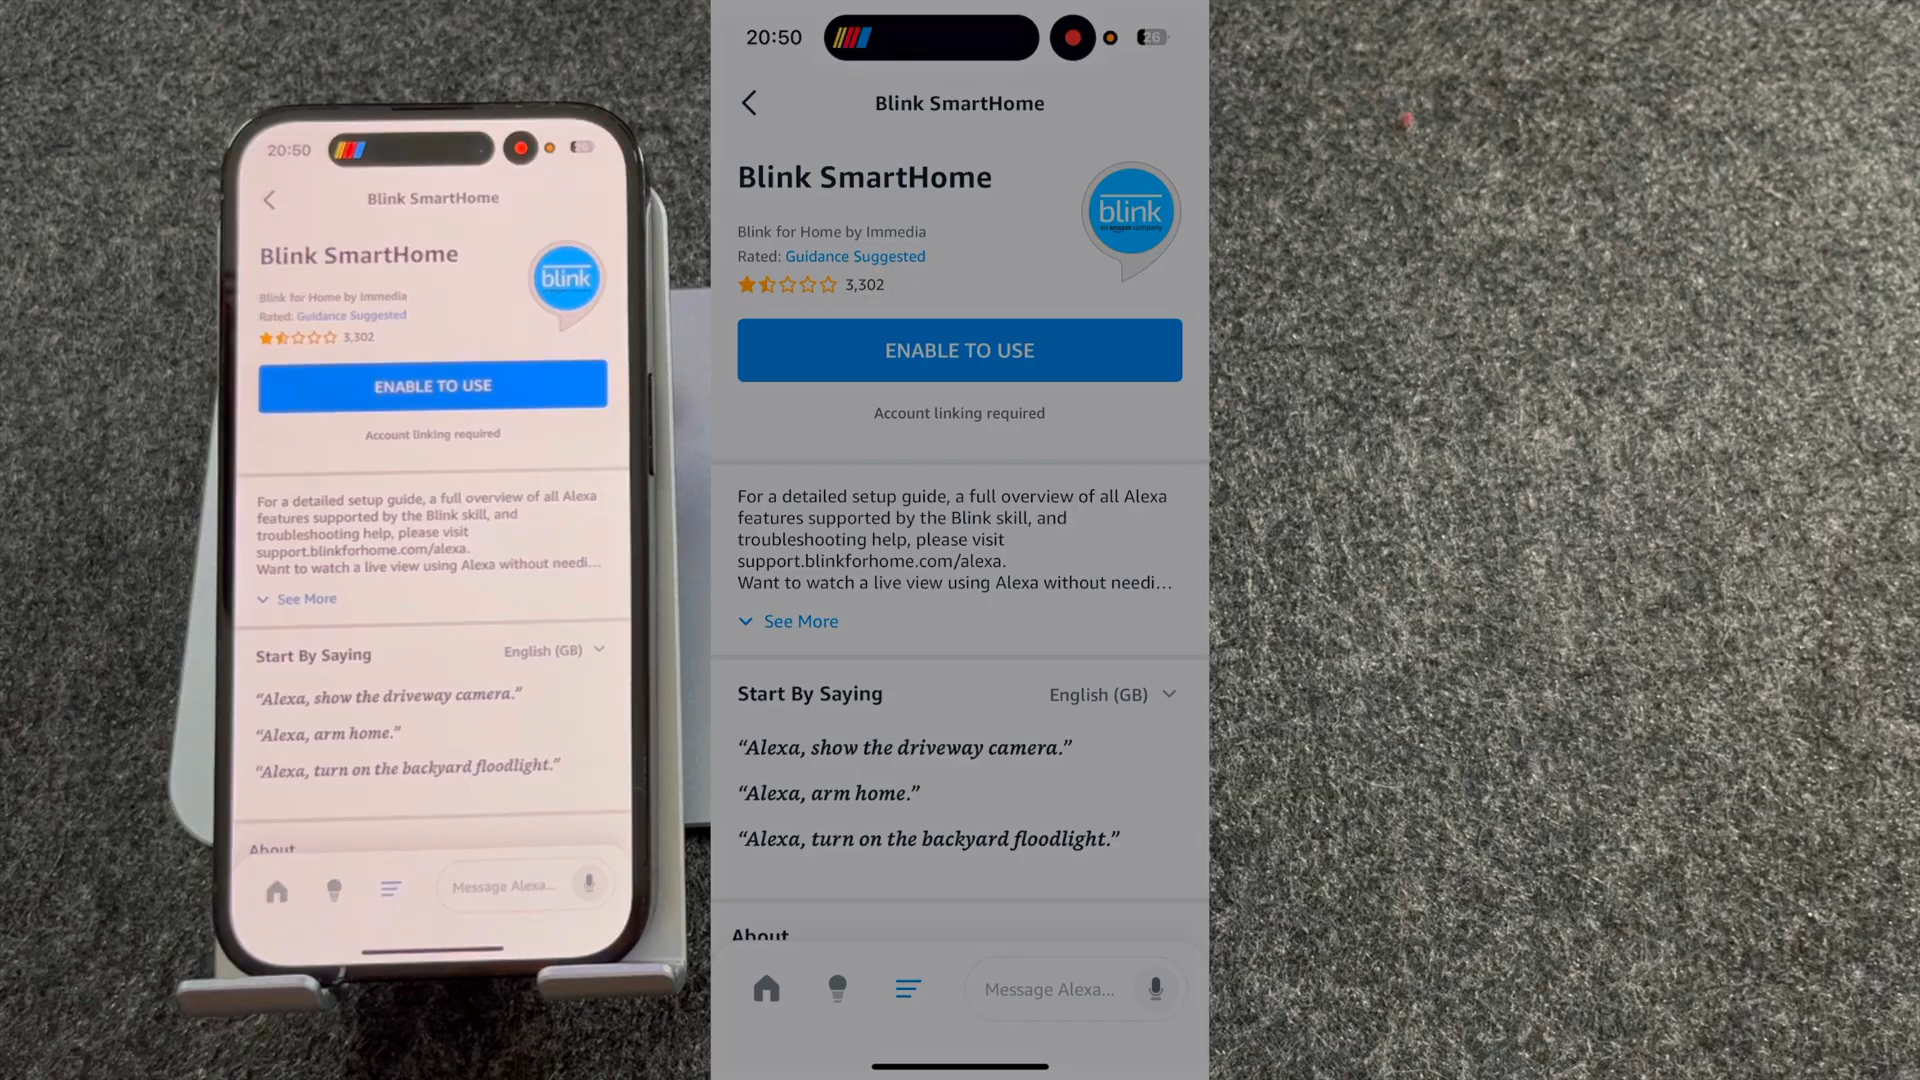 20:50
Blink SmartHome
Blink SmartHome
blink
Blink for Home by Immedia
Rated: Guidance Suggested
3,302
ENABLE TO USE
Account linking required
For a detailed setup guide, a full overview of all Alexa
features supported by the Blink skill, and
troubleshooting help, please visit
support.blinkforhome.com/alexa.
Want to watch a live view using Alexa without needi...
See More
Start By Saying
English (GB)
“Alexa, show the driveway camera.”
“Alexa, arm home.”
“Alexa, turn on the backyard floodlight.”
About
Message Alexa...
20:50
26
Blink SmartHome
Blink SmartHome
blink
an amazon company
Blink for Home by Immedia
Rated: Guidance Suggested
3,302
ENABLE TO USE
Account linking required
For a detailed setup guide, a full overview of all Alexa
features supported by the Blink skill, and
troubleshooting help, please visit
support.blinkforhome.com/alexa.
Want to watch a live view using Alexa without needi...
See More
Start By Saying
English (GB)
“Alexa, show the driveway camera.”
“Alexa, arm home.”
“Alexa, turn on the backyard floodlight.”
About
Message Alexa...